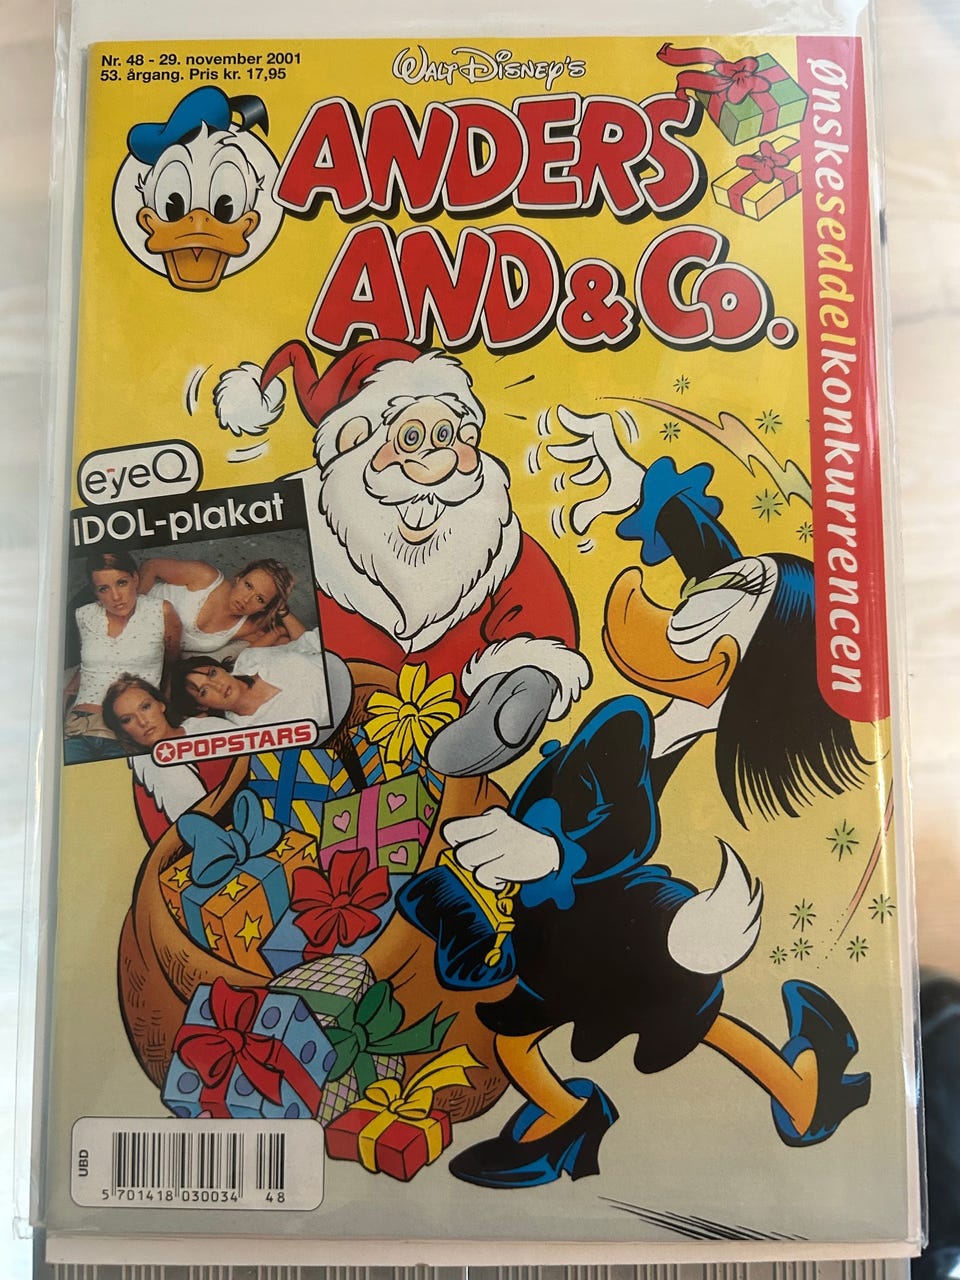 Nr. 48 - 29. november 2001
53. årgang. Pris kr. 17,95
WALT DISNEY'S
ANDERS
AND & CO.
Ønskeseddelkonkurrencen
eyeQ
IDOL-plakat
POPSTARS
UBD
5 701418 030034 48